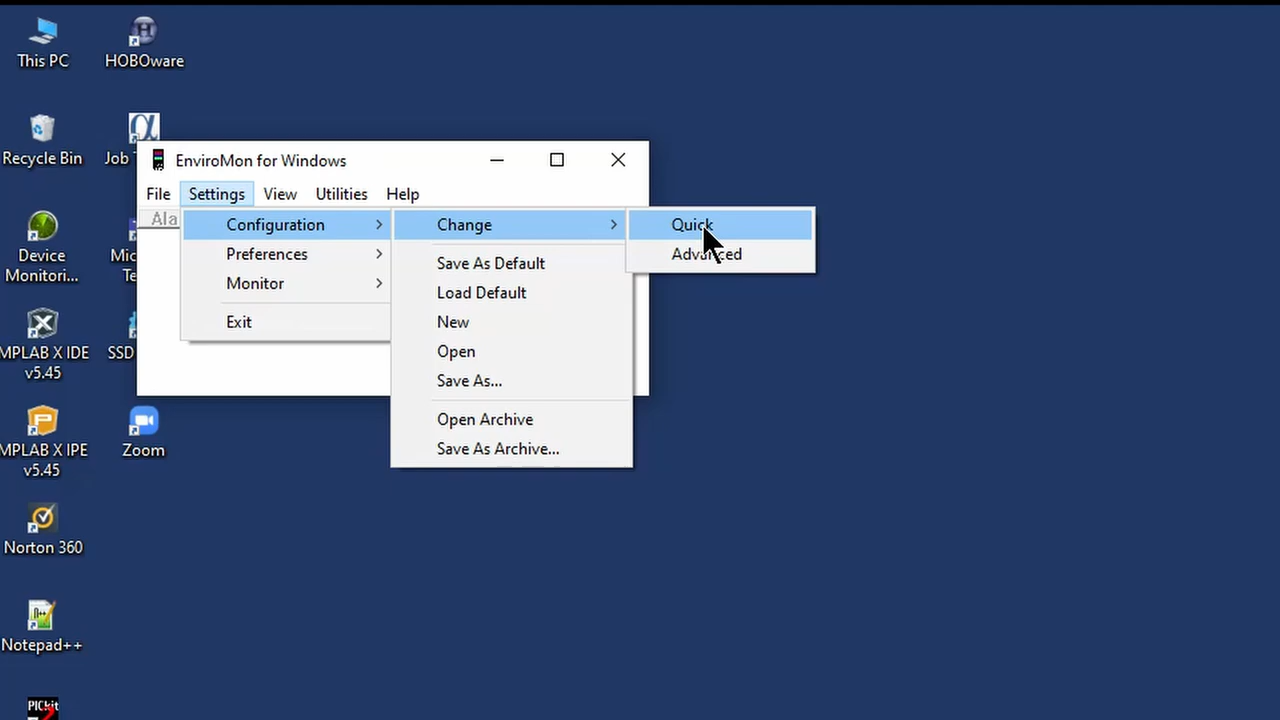 This PC
HOBOware
Recycle Bin
Job
EnviroMon for Windows
File Settings View Utilities Help
Ala
Configuration
Preferences
Monitor
Exit
Change
Save As Default
Load Default
New
Open
Save As...
Open Archive
Save As Archive...
Quick
Advanced
Device
Monitori...
Mic
Te
MPLAB X IDE
v5.45
SSD
MPLAB X IPE
v5.45
Zoom
Norton 360
Notepad++
PICkit